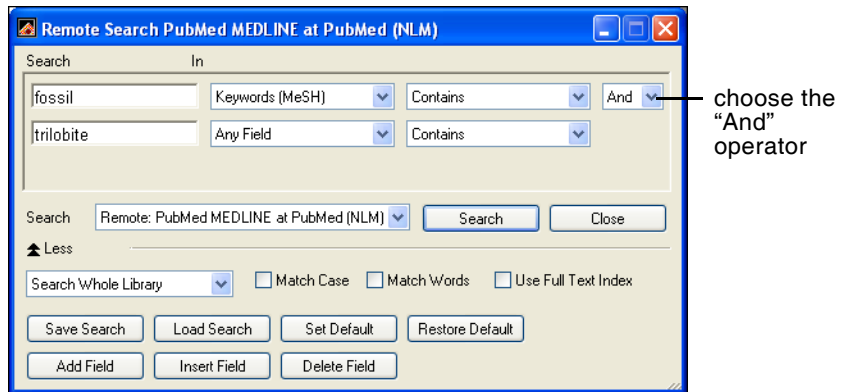 Remote Search PubMed MEDLINE at PubMed (NLM)
Search In
fossil Keywords (MeSH) Contains And
choose the
“And”
operator
trilobite Any Field Contains
Search Remote: PubMed MEDLINE at PubMed (NLM) Search Close
Less
Search Whole Library Match Case Match Words Use Full Text Index
Save Search Load Search Set Default Restore Default
Add Field Insert Field Delete Field